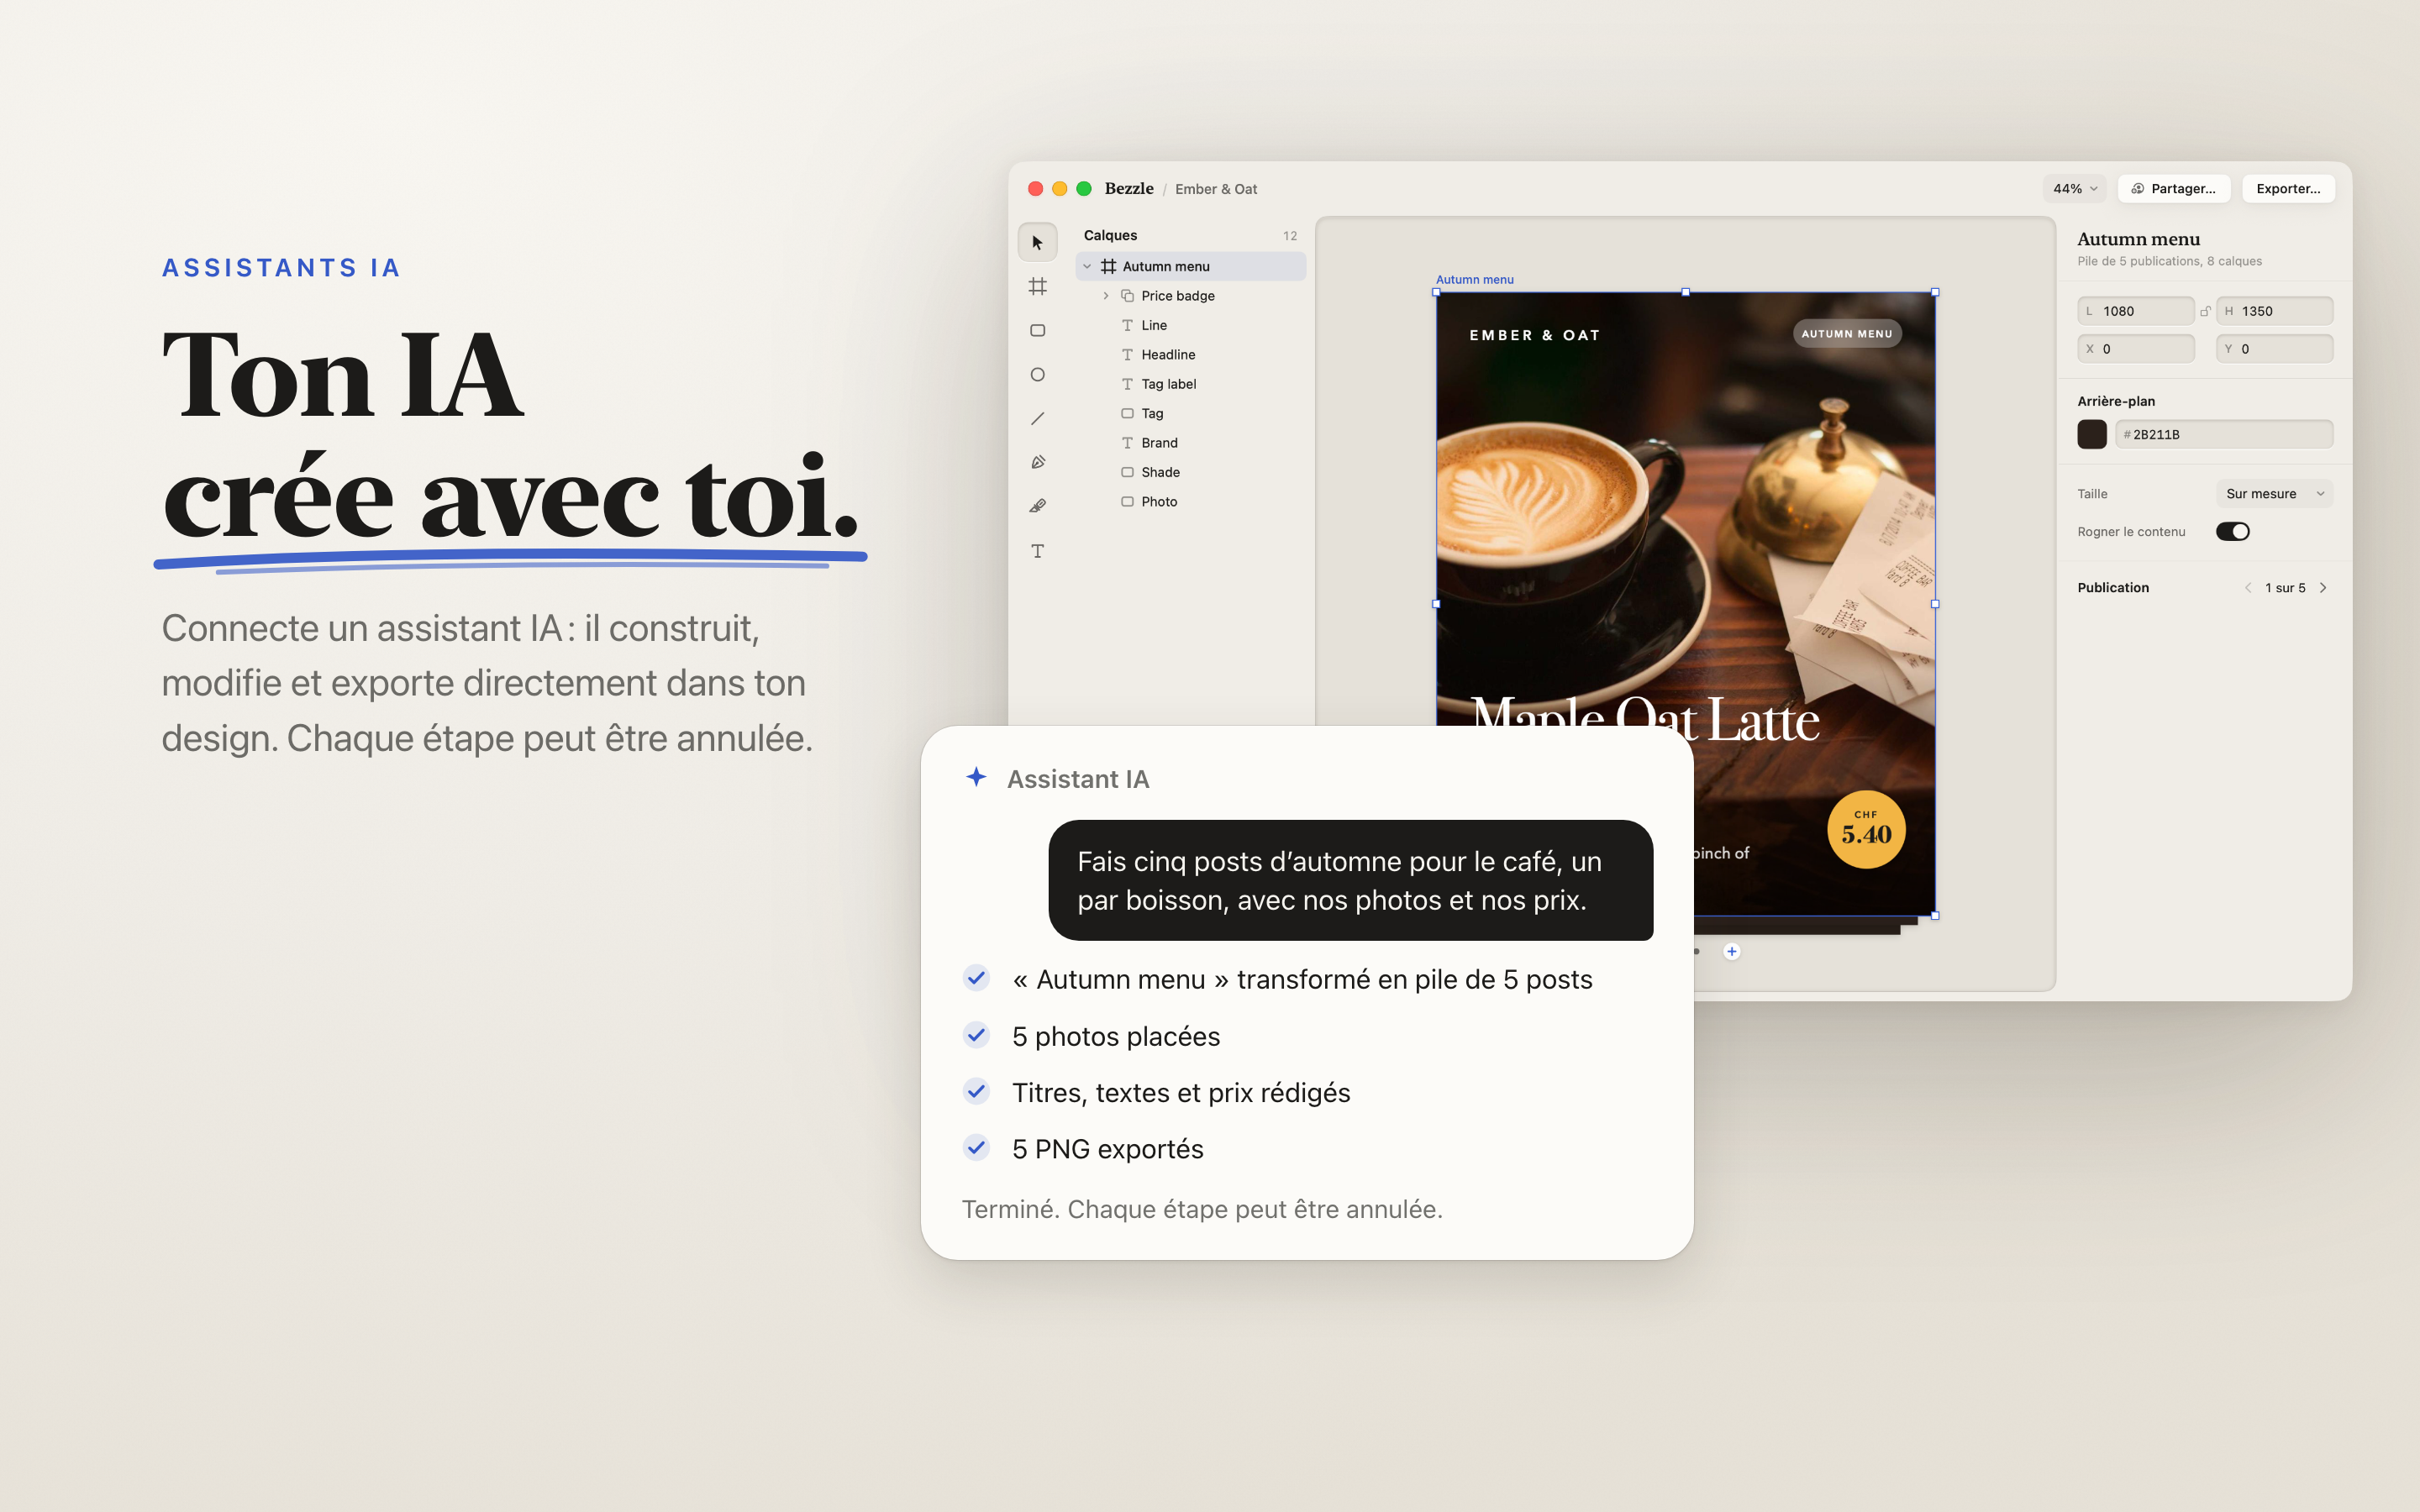 ASSISTANTS IA
Ton IA
crée avec toi.
Connecte un assistant IA : il construit,
modifie et exporte directement dans ton
design. Chaque étape peut être annulée.
Bezzle / Ember & Oat
44%
Partager...
Exporter...
Calques 12
Autumn menu
Price badge
Line
Headline
Tag label
Tag
Brand
Shade
Photo
Autumn menu
EMBER & OAT
AUTUMN MENU
Maple Oat Latte
pinch of
CHF
5.40
Autumn menu
Pile de 5 publications, 8 calques
L 1080 H 1350
X 0 Y 0
Arrière-plan
# 2B211B
Taille Sur mesure
Rogner le contenu
Publication 1 sur 5
Assistant IA
Fais cinq posts d’automne pour le café, un
par boisson, avec nos photos et nos prix.
« Autumn menu » transformé en pile de 5 posts
5 photos placées
Titres, textes et prix rédigés
5 PNG exportés
Terminé. Chaque étape peut être annulée.